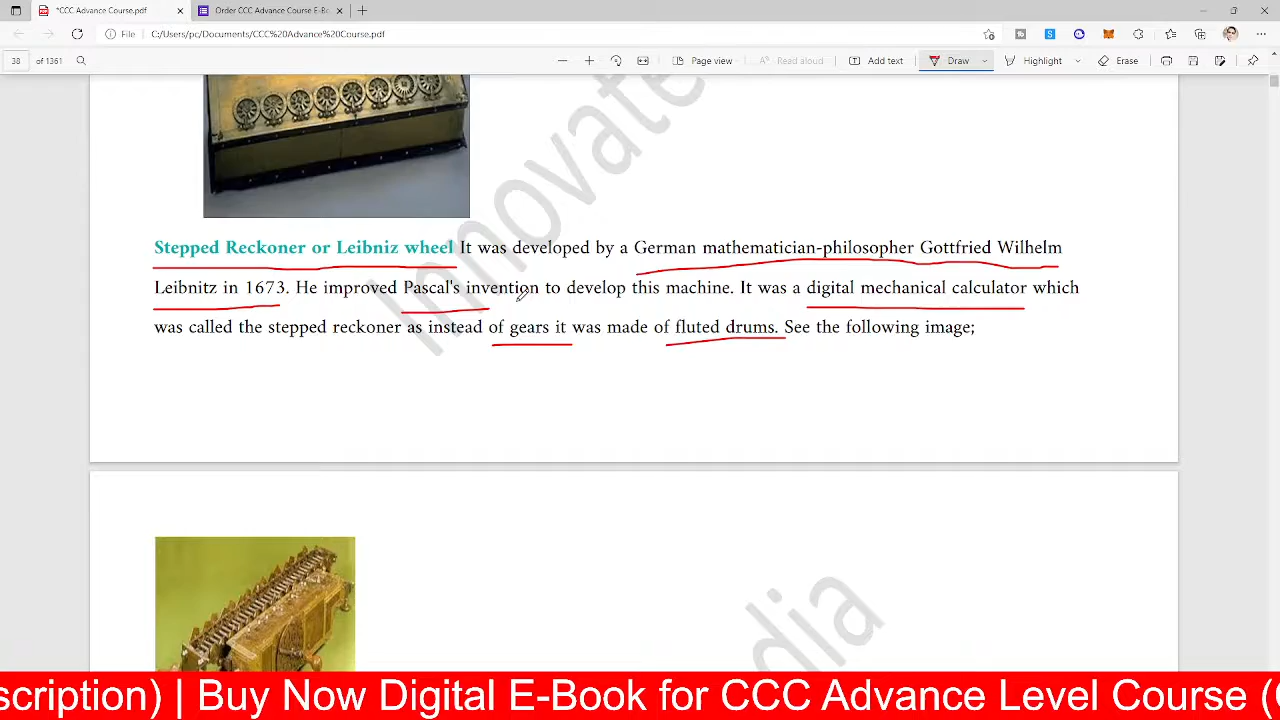 *CCC Advance Course.pdf
Order CCC Advance Course E-Bo
File
C:/Users/pc/Documents/CCC%20Advance%20Course.pdf
38 of 1361
Page view
Read aloud
Add text
Draw
Highlight
Erase
Innovate
Stepped Reckoner or Leibniz wheel It was developed by a German mathematician-philosopher Gottfried Wilhelm
Leibnitz in 1673. He improved Pascal's invention to develop this machine. It was a digital mechanical calculator which
was called the stepped reckoner as instead of gears it was made of fluted drums. See the following image;
dia
scription) | Buy Now Digital E-Book for CCC Advance Level Course (